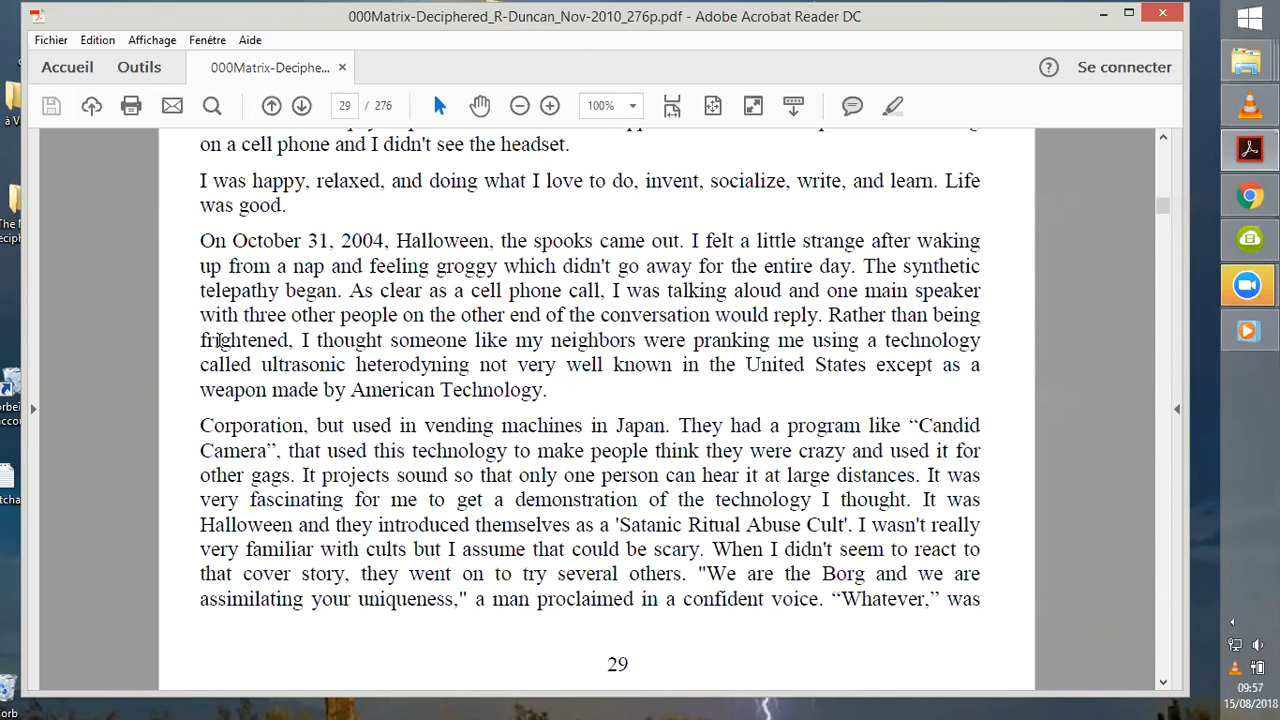 000Matrix-Deciphered_R-Duncan_Nov-2010_276p.pdf - Adobe Acrobat Reader DC
Fichier Edition Affichage Fenêtre Aide
Accueil Outils 000Matrix-Deciphe... × Se connecter
29 / 276 100%
on a cell phone and I didn't see the headset.
I was happy, relaxed, and doing what I love to do, invent, socialize, write, and learn. Life
was good.
On October 31, 2004, Halloween, the spooks came out. I felt a little strange after waking
up from a nap and feeling groggy which didn't go away for the entire day. The synthetic
telepathy began. As clear as a cell phone call, I was talking aloud and one main speaker
with three other people on the other end of the conversation would reply. Rather than being
frightened, I thought someone like my neighbors were pranking me using a technology
called ultrasonic heterodyning not very well known in the United States except as a
weapon made by American Technology.
Corporation, but used in vending machines in Japan. They had a program like “Candid
Camera”, that used this technology to make people think they were crazy and used it for
other gags. It projects sound so that only one person can hear it at large distances. It was
very fascinating for me to get a demonstration of the technology I thought. It was
Halloween and they introduced themselves as a 'Satanic Ritual Abuse Cult'. I wasn't really
very familiar with cults but I assume that could be scary. When I didn't seem to react to
that cover story, they went on to try several others. "We are the Borg and we are
assimilating your uniqueness," a man proclaimed in a confident voice. “Whatever,” was
29
09:57
15/08/2018